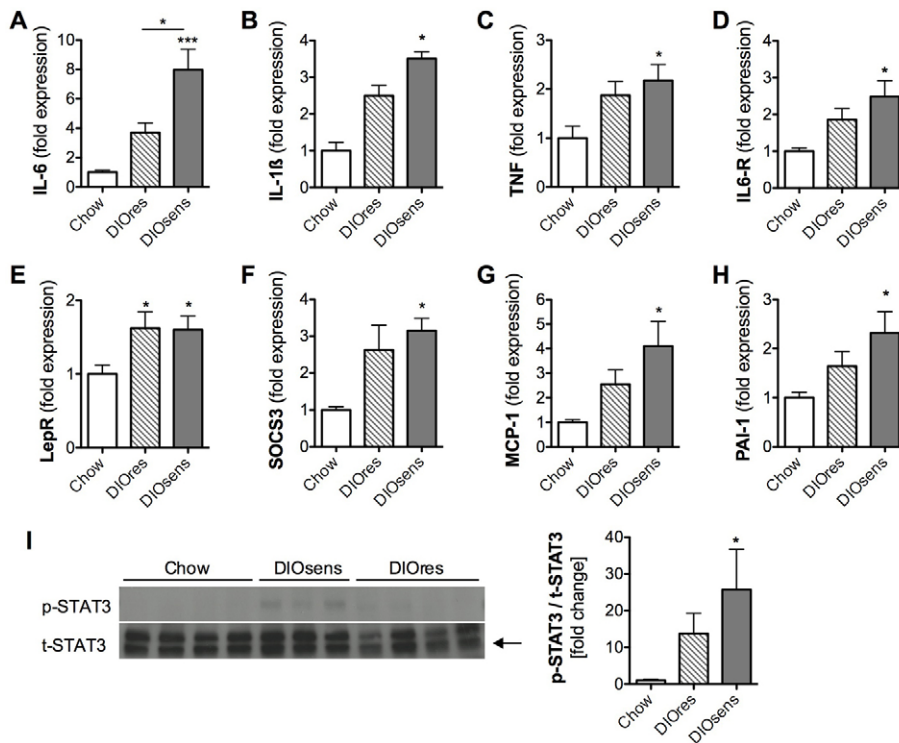 A
IL-6 (fold expression)
10
8
6
4
2
0
*
***
Chow
DIOres
DIOsens
B
IL-1ß (fold expression)
4
3
2
1
0
*
Chow
DIOres
DIOsens
C
TNF (fold expression)
3
2
1
0
*
Chow
DIOres
DIOsens
D
IL6-R (fold expression)
4
3
2
1
0
*
Chow
DIOres
DIOsens
E
LepR (fold expression)
2
1
0
*
*
Chow
DIOres
DIOsens
F
SOCS3 (fold expression)
4
3
2
1
0
*
Chow
DIOres
DIOsens
G
MCP-1 (fold expression)
6
5
4
3
2
1
0
*
Chow
DIOres
DIOsens
H
PAI-1 (fold expression)
3
2
1
0
*
Chow
DIOres
DIOsens
I
Chow DIOsens DIOres
p-STAT3
t-STAT3
p-STAT3 / t-STAT3
[fold change]
40
30
20
10
0
*
Chow
DIOres
DIOsens